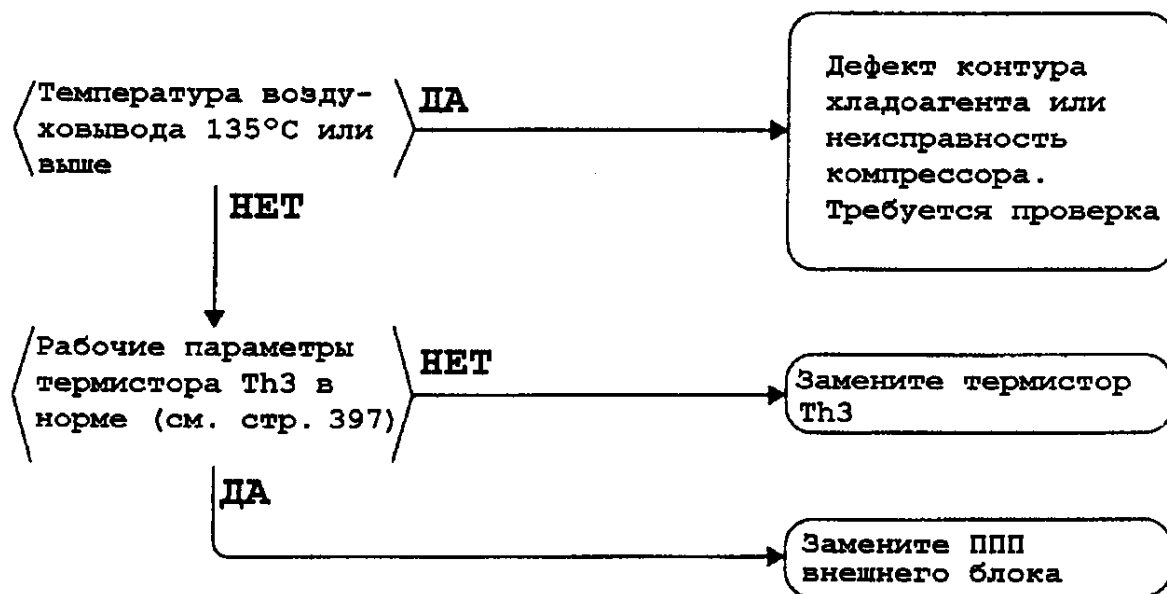 Температура возду-
ховывода 135°C или
выше
ДА
Дефект контура
хладоагента или
неисправность
компрессора.
Требуется проверка
НЕТ
Рабочие параметры
термистора Th3 в
норме (см. стр. 397)
НЕТ
Замените термистор
Th3
ДА
Замените ППП
внешнего блока